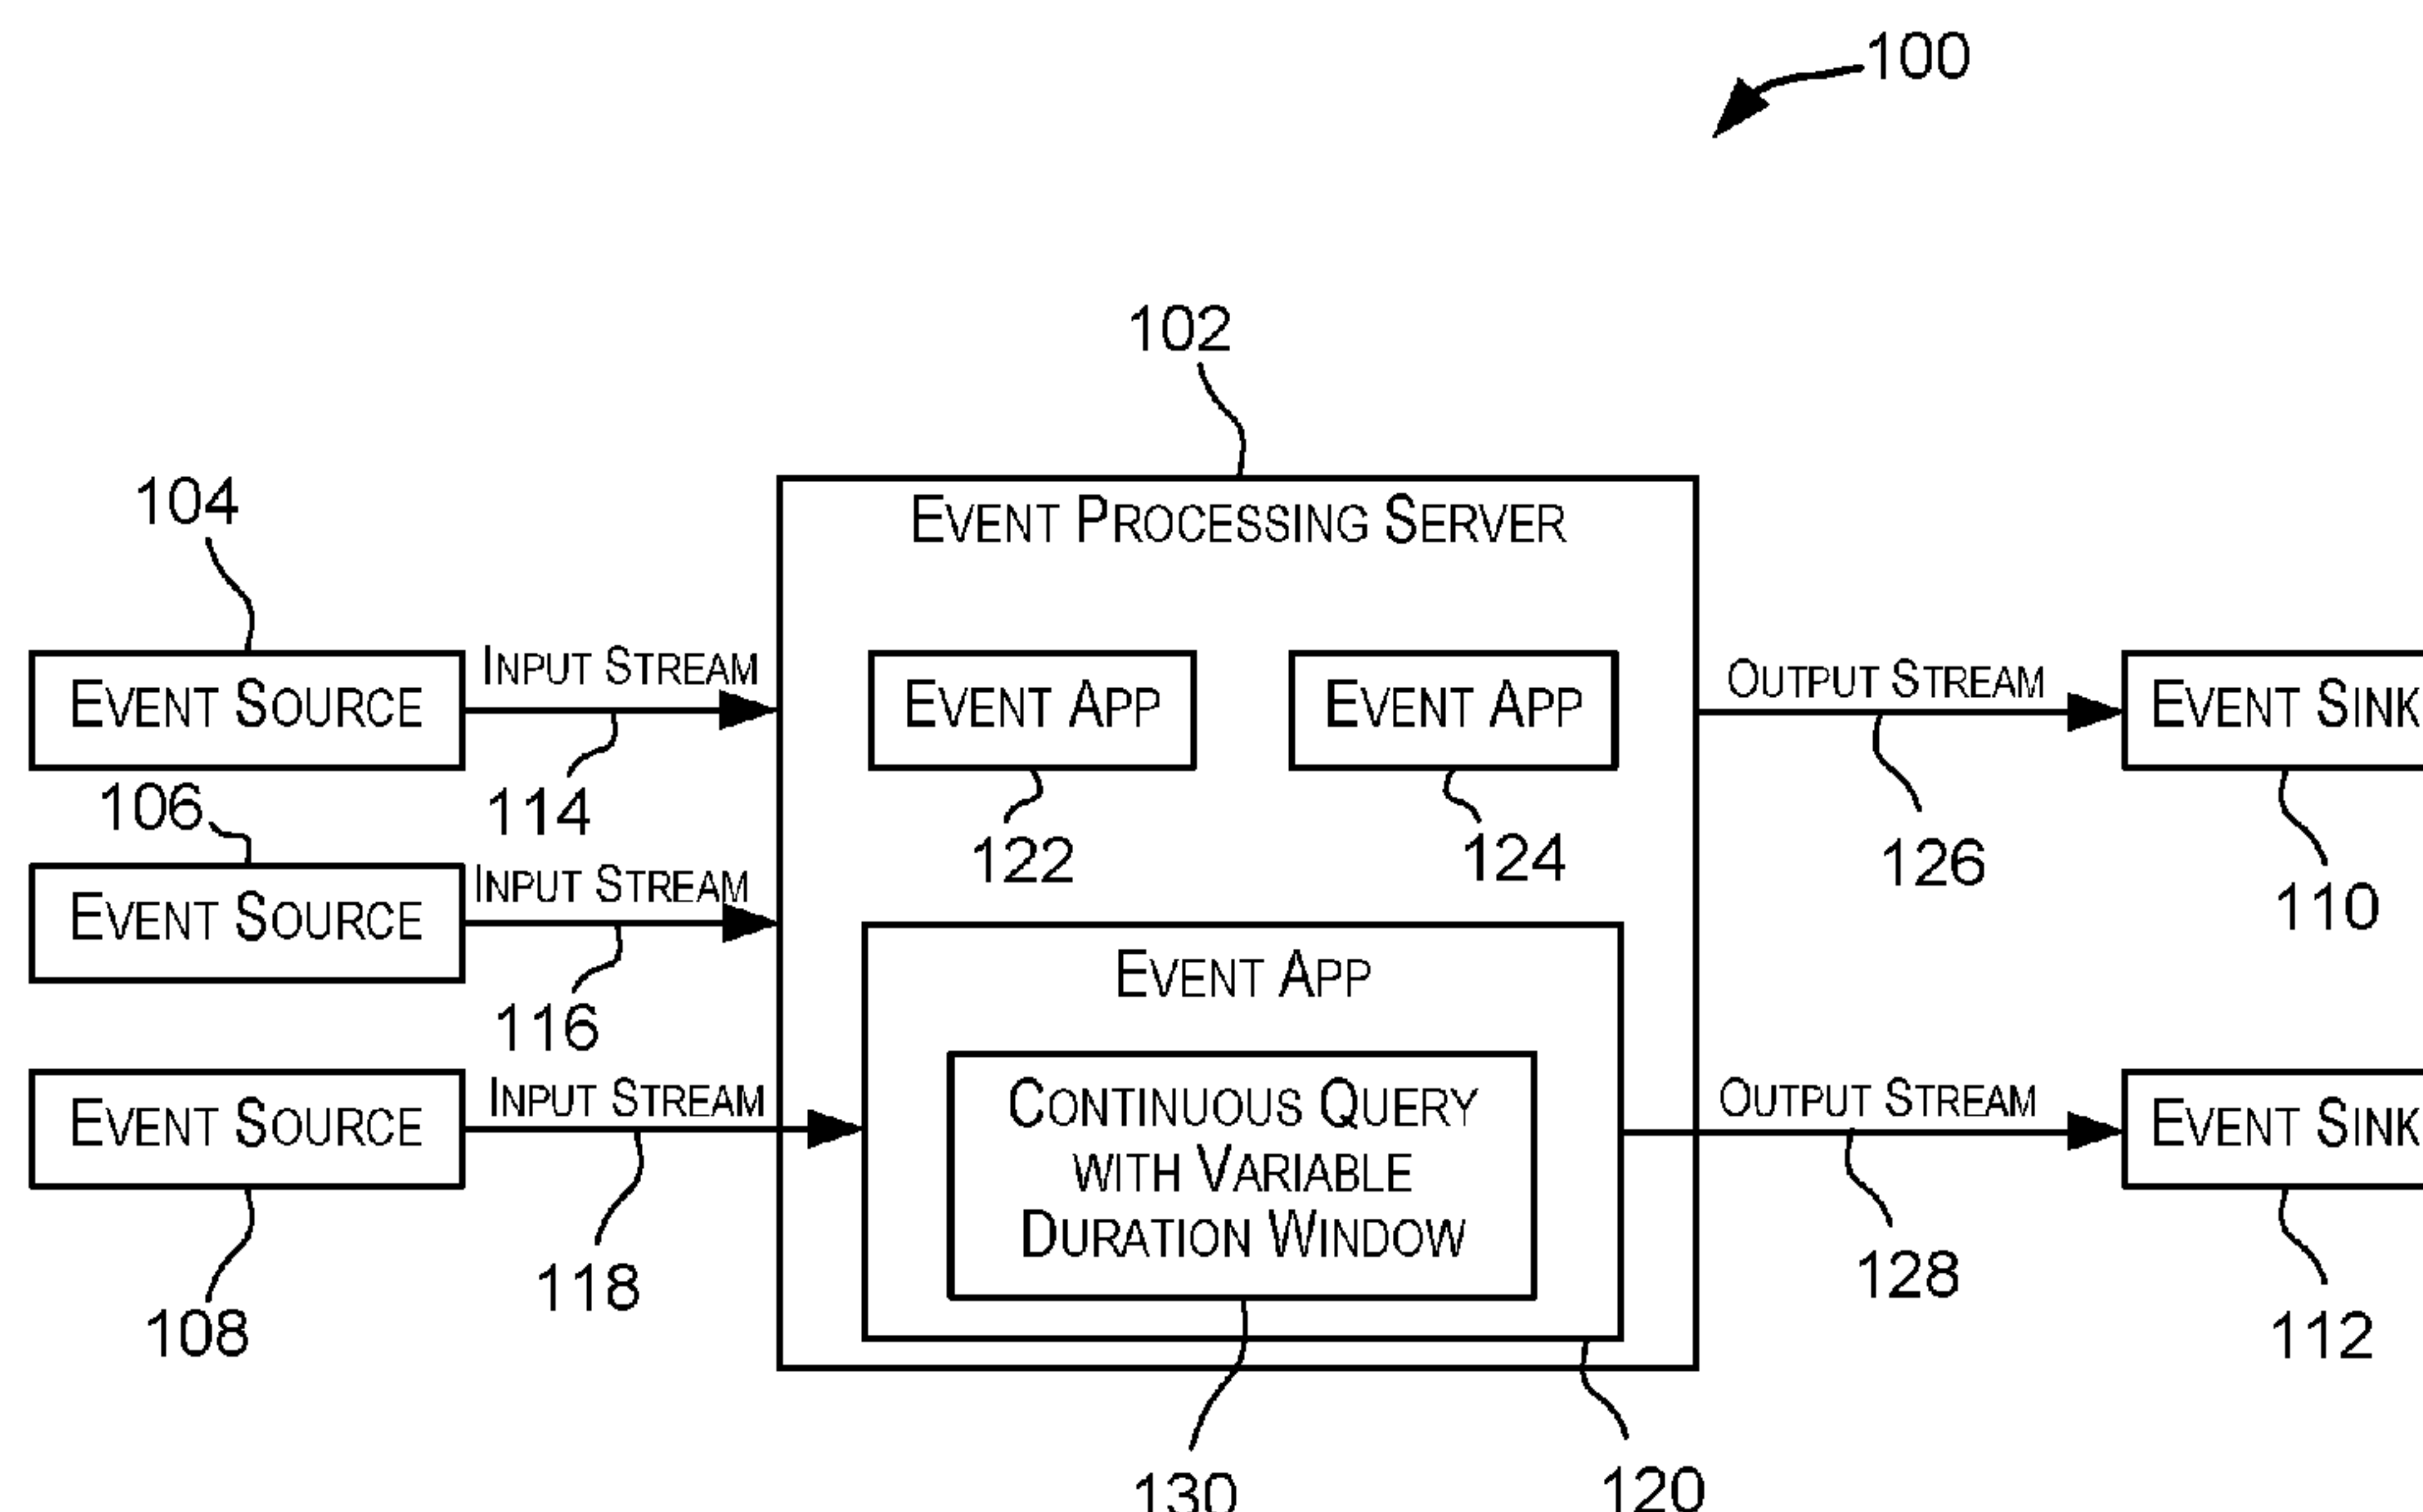 100
102
EVENT PROCESSING SERVER
104
EVENT SOURCE
INPUT STREAM
114
EVENT APP
122
EVENT APP
124
OUTPUT STREAM
126
EVENT SINK
110
106
EVENT SOURCE
INPUT STREAM
116
EVENT APP
CONTINUOUS QUERY
WITH VARIABLE
DURATION WINDOW
EVENT SOURCE
108
INPUT STREAM
118
OUTPUT STREAM
128
EVENT SINK
112
130
120